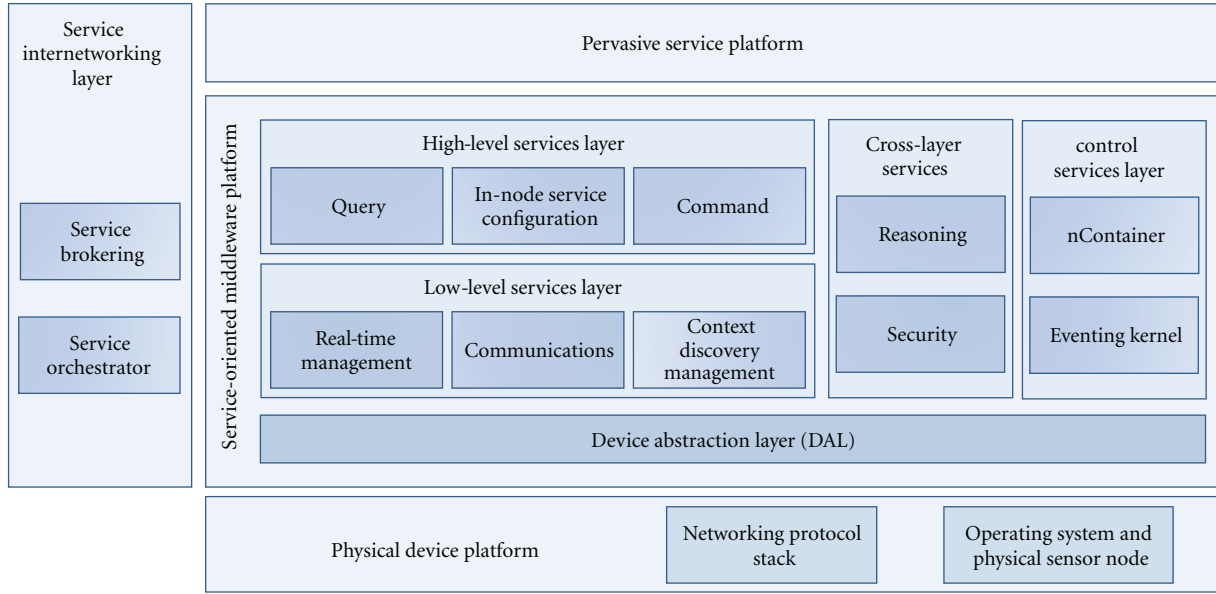 Service
internetworking
layer
Service
brokering
Service
orchestrator
Pervasive service platform
Service-oriented middleware platform
High-level services layer
Query
In-node service
configuration
Command
Low-level services layer
Real-time
management
Communications
Context
discovery
management
Cross-layer
services
Reasoning
Security
control
services layer
nContainer
Eventing kernel
Device abstraction layer (DAL)
Physical device platform
Networking protocol
stack
Operating system and
physical sensor node